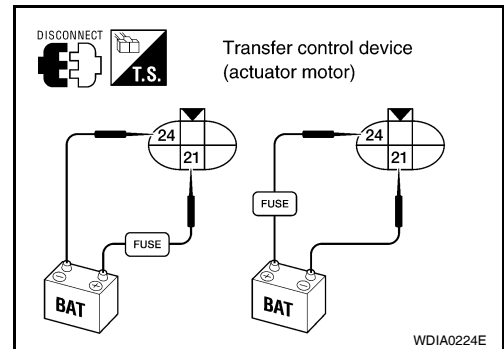 DISCONNECT
T.S.
Transfer control device
(actuator motor)
24
21
FUSE
BAT
24
21
FUSE
BAT
WDIA0224E